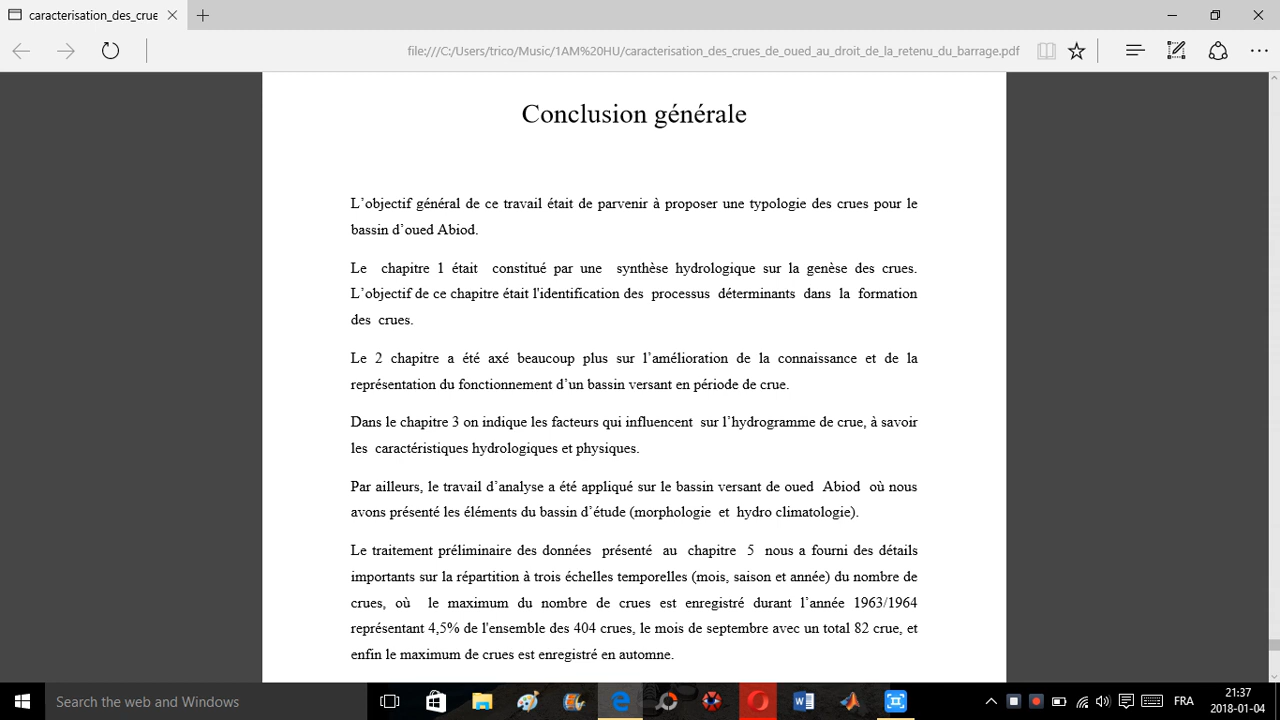 caracterisation_des_crue
file:///C:/Users/trico/Music/1AM%20HU/caracterisation_des_crues_de_oued_au_droit_de_la_retenu_du_barrage.pdf
Conclusion générale
L’objectif général de ce travail était de parvenir à proposer une typologie des crues pour le
bassin d’oued Abiod.
Le chapitre 1 était constitué par une synthèse hydrologique sur la genèse des crues.
L’objectif de ce chapitre était l'identification des processus déterminants dans la formation
des crues.
Le 2 chapitre a été axé beaucoup plus sur l’amélioration de la connaissance et de la
représentation du fonctionnement d’un bassin versant en période de crue.
Dans le chapitre 3 on indique les facteurs qui influencent sur l’hydrogramme de crue, à savoir
les caractéristiques hydrologiques et physiques.
Par ailleurs, le travail d’analyse a été appliqué sur le bassin versant de oued Abiod où nous
avons présenté les éléments du bassin d’étude (morphologie et hydro climatologie).
Le traitement préliminaire des données présenté au chapitre 5 nous a fourni des détails
importants sur la répartition à trois échelles temporelles (mois, saison et année) du nombre de
crues, où le maximum du nombre de crues est enregistré durant l’année 1963/1964
représentant 4,5% de l'ensemble des 404 crues, le mois de septembre avec un total 82 crue, et
enfin le maximum de crues est enregistré en automne.
Search the web and Windows
FRA
21:37
2018-01-04